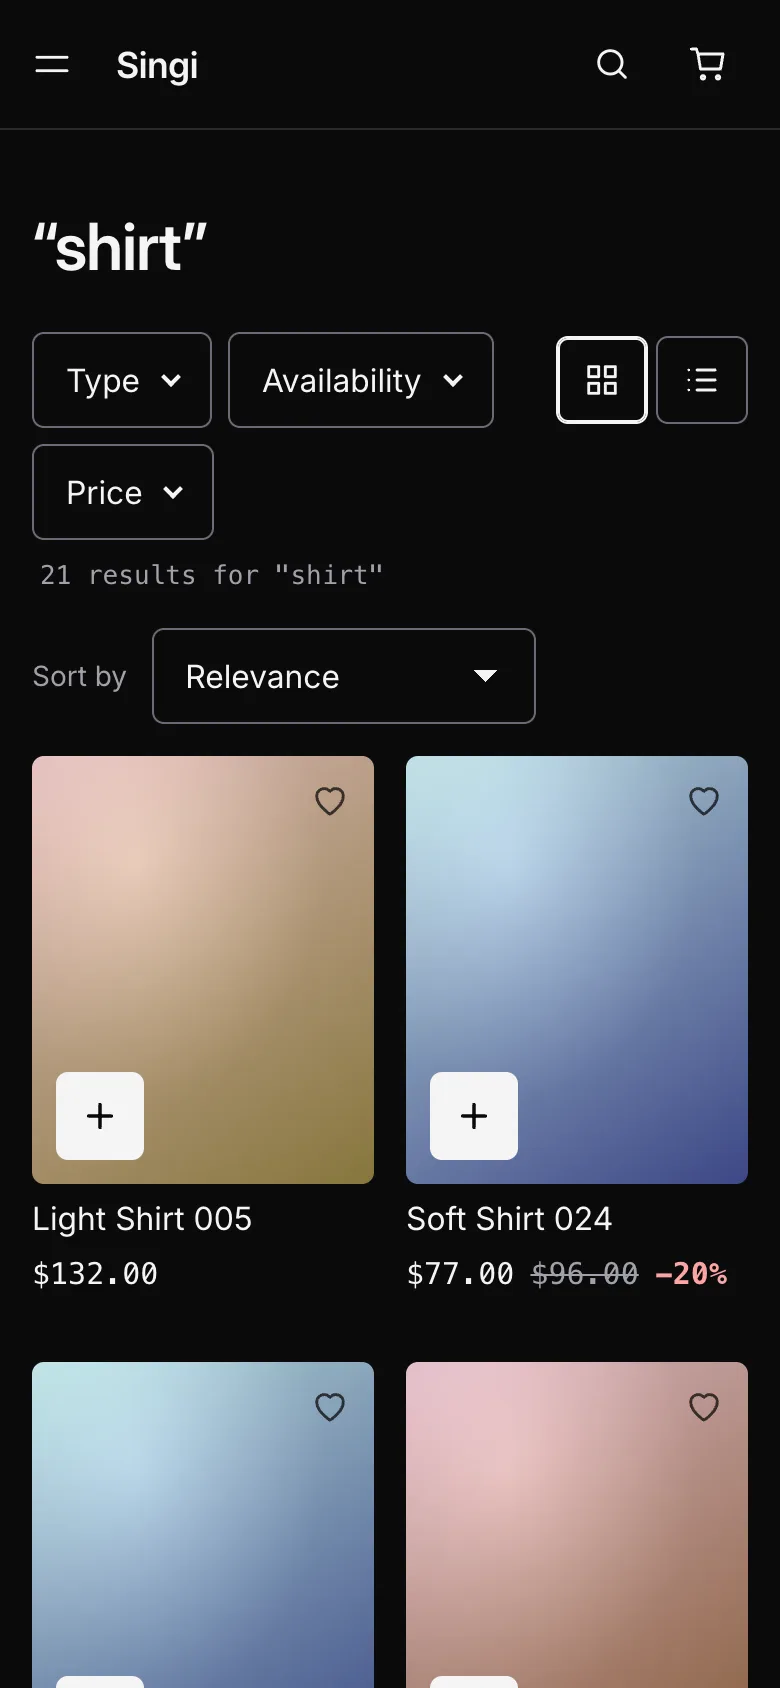 Singi
“shirt”
Type
Availability
Price
21 results for "shirt"
Sort by
Relevance
Light Shirt 005
$132.00
Soft Shirt 024
$77.00 $96.00 −20%